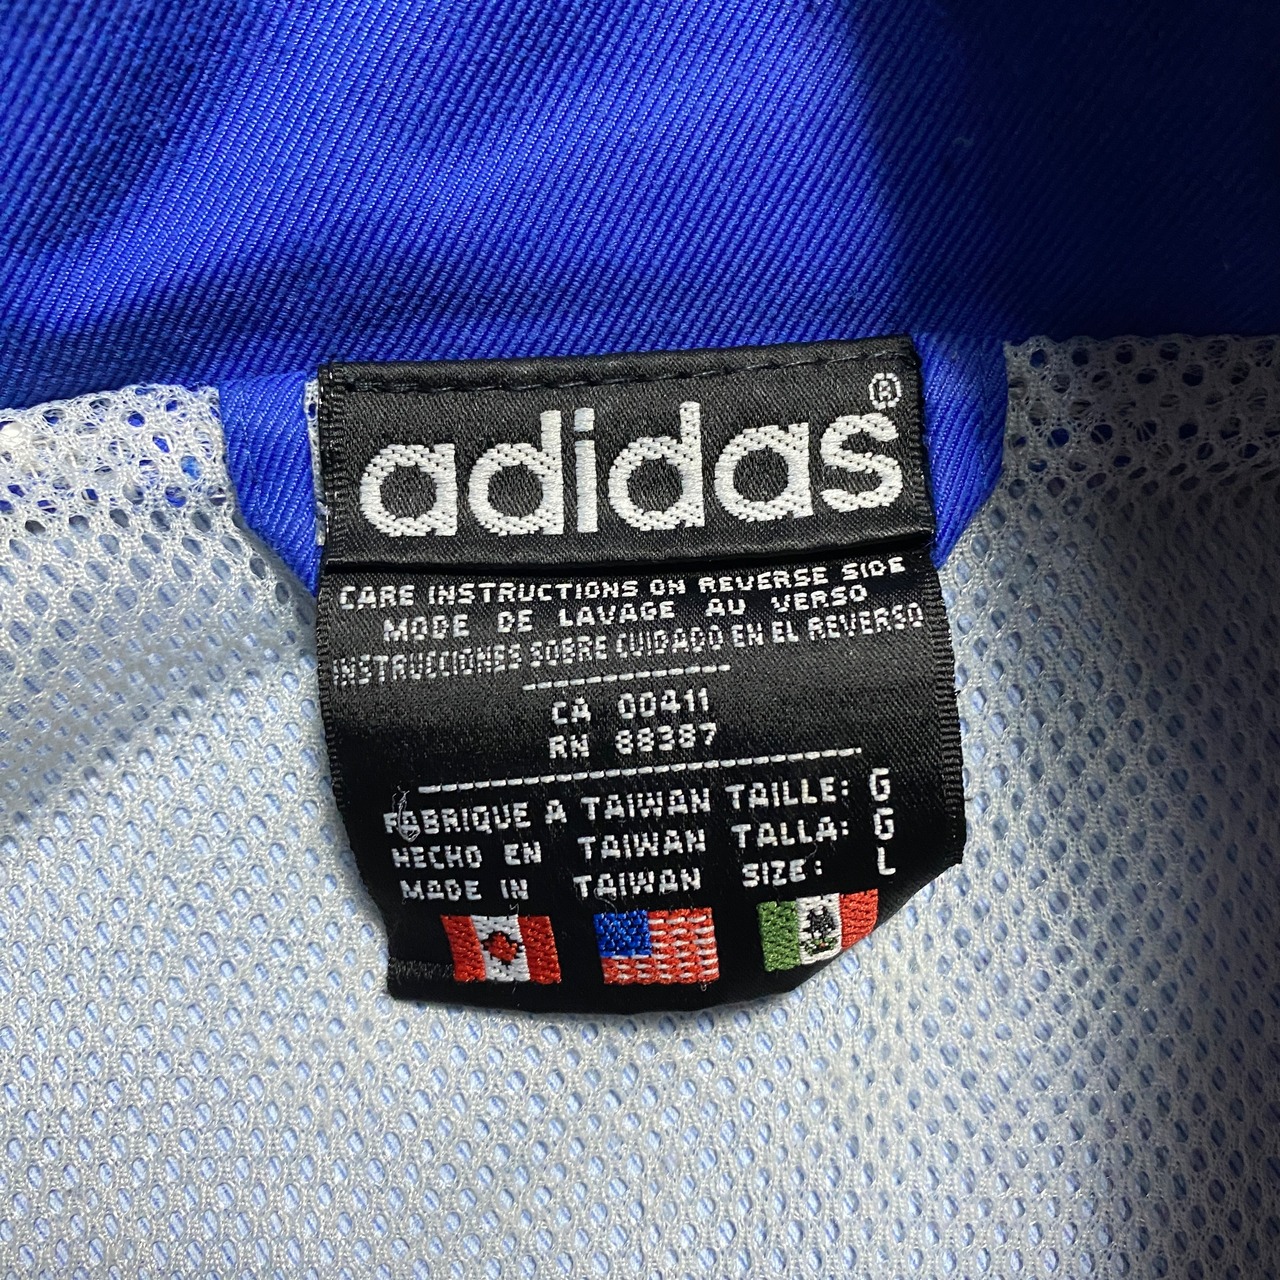 adidas®
CARE INSTRUCTIONS ON REVERSE SIDE
MODE DE LAVAGE AU VERSO
INSTRUCCIONES SOBRE CUIDADO EN EL REVERSO
CA 00411
RN 88387
FABRIQUE A TAIWAN TAILLE: G
HECHO EN TAIWAN TALLA: G
MADE IN TAIWAN SIZE: L